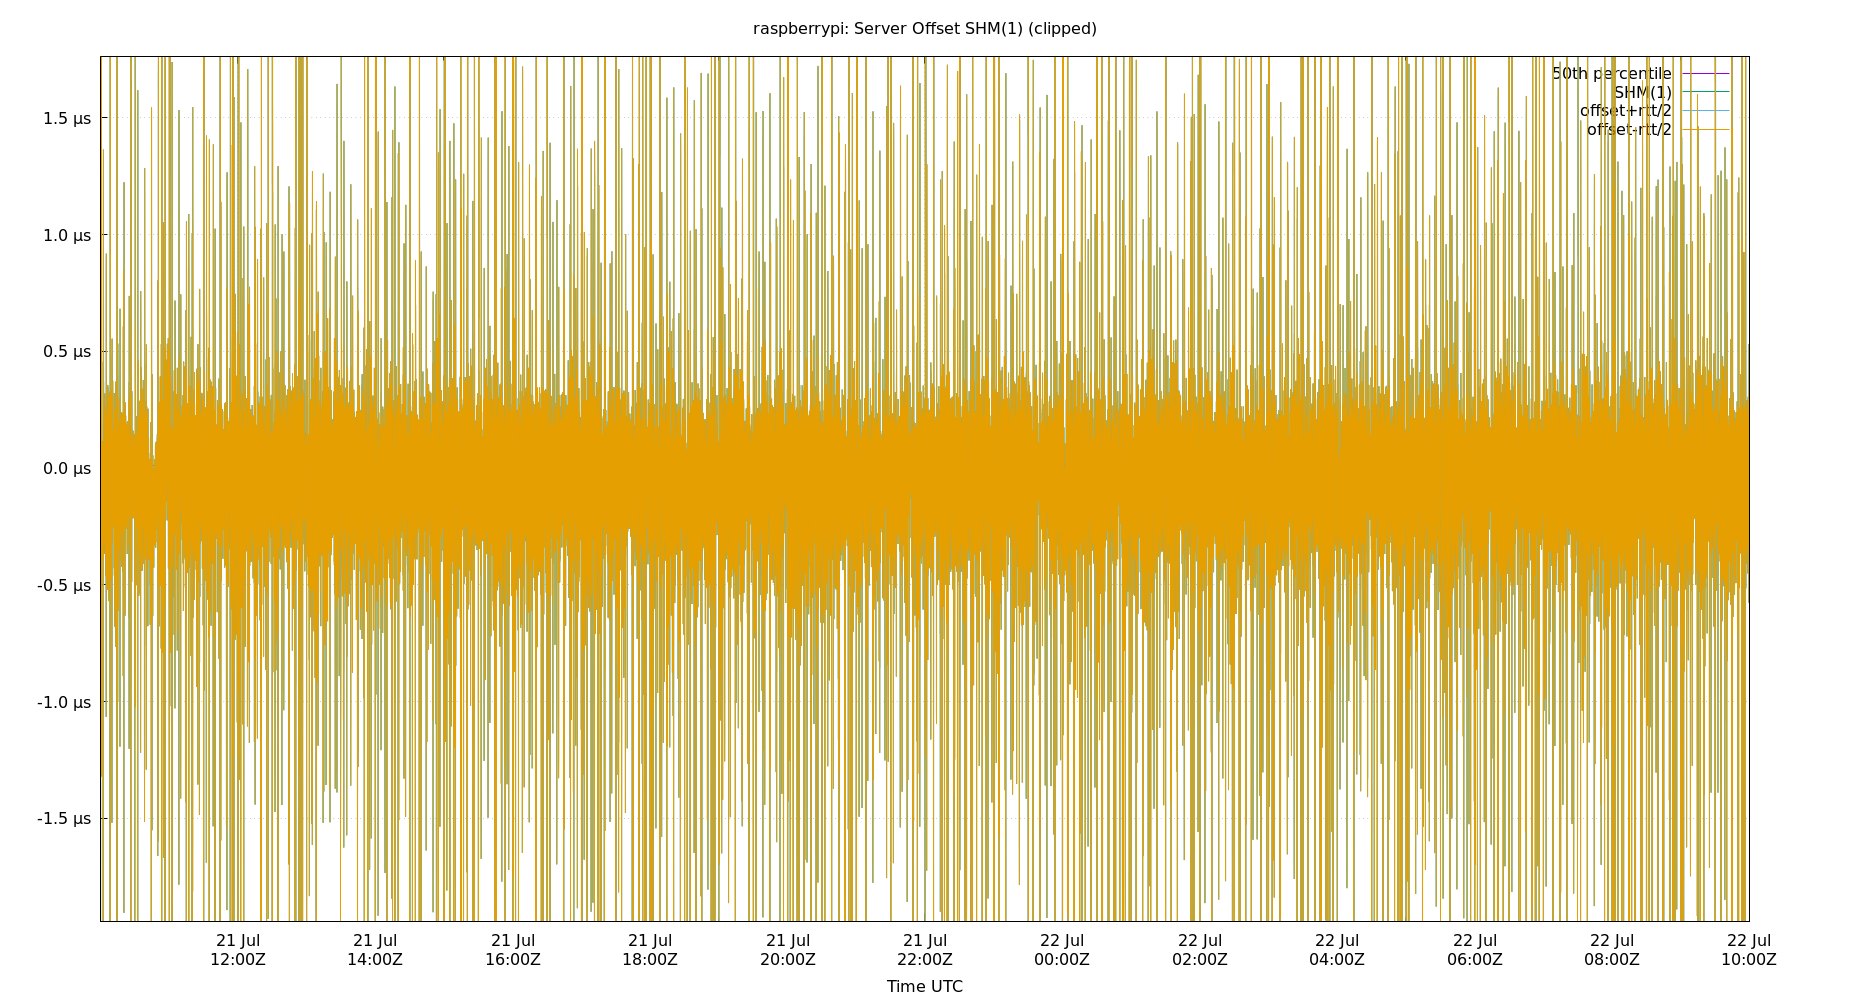 raspberrypi: Server Offset SHM(1) (clipped)
50th percentile
SHM(1)
offset+rtt/2
offset-rtt/2
1.5 µs
1.0 µs
0.5 µs
0.0 µs
-0.5 µs
-1.0 µs
-1.5 µs
21 Jul 21 Jul 21 Jul 21 Jul 21 Jul 21 Jul 22 Jul 22 Jul 22 Jul 22 Jul 22 Jul 22 Jul
12:00Z 14:00Z 16:00Z 18:00Z 20:00Z 22:00Z 00:00Z 02:00Z 04:00Z 06:00Z 08:00Z 10:00Z
Time UTC